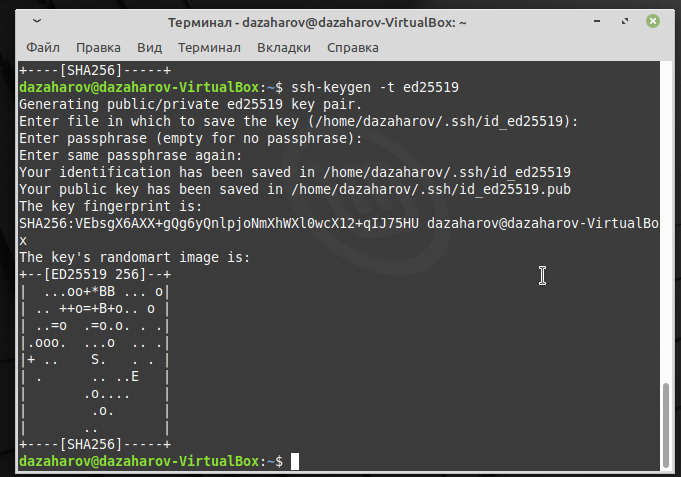 Терминал - dazaharov@dazaharov-VirtualBox: ~
Файл Правка Вид Терминал Вкладки Справка
+----[SHA256]-----+
dazaharov@dazaharov-VirtualBox:~$ ssh-keygen -t ed25519
Generating public/private ed25519 key pair.
Enter file in which to save the key (/home/dazaharov/.ssh/id_ed25519):
Enter passphrase (empty for no passphrase):
Enter same passphrase again:
Your identification has been saved in /home/dazaharov/.ssh/id_ed25519
Your public key has been saved in /home/dazaharov/.ssh/id_ed25519.pub
The key fingerprint is:
SHA256:VEbsgX6AXX+gQg6yQnlpjoNmXhWXl0wcX12+qIJ75HU dazaharov@dazaharov-VirtualBo
x
The key's randomart image is:
+--[ED25519 256]--+
|  ...oo+*BB ... o|
| .. ++o=+B+o.. o |
| ..=o  .=o.o. . .|
|.ooo.  ...o  .. .|
|+ ..    S.   . . |
| .      .. ..E   |
|       .o....    |
|        .o.      |
|       ..        |
+----[SHA256]-----+
dazaharov@dazaharov-VirtualBox:~$